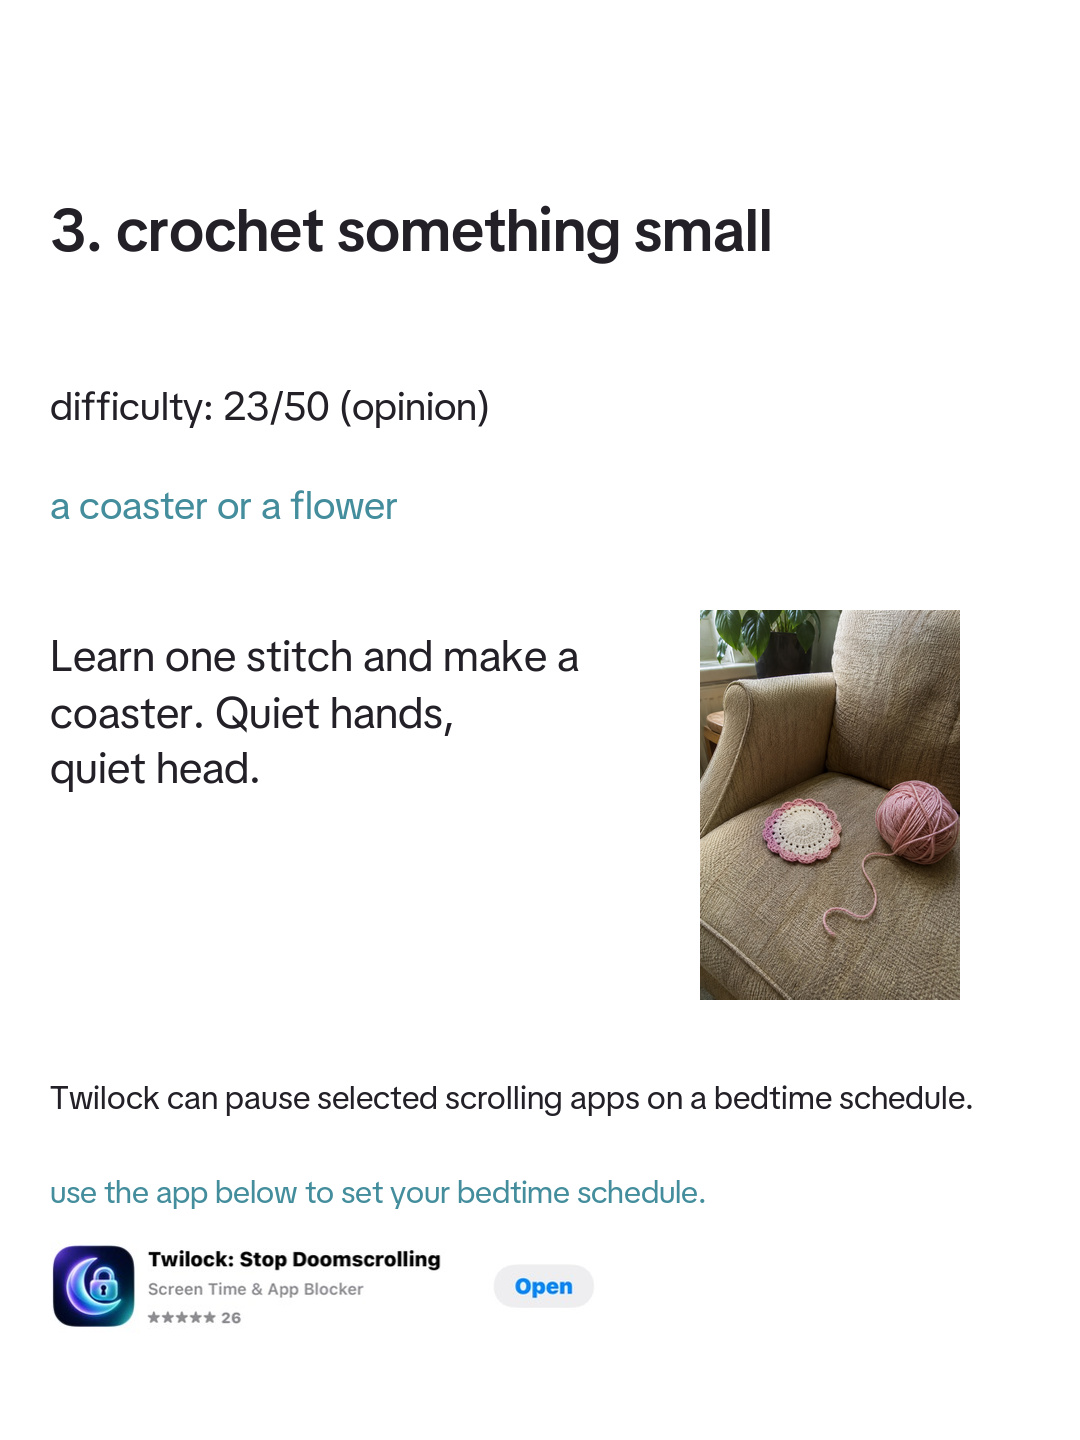 3. crochet something small
difficulty: 23/50 (opinion)
a coaster or a flower
Learn one stitch and make a
coaster. Quiet hands,
quiet head.
Twilock can pause selected scrolling apps on a bedtime schedule.
use the app below to set your bedtime schedule.
Twilock: Stop Doomscrolling
Screen Time & App Blocker
Open
★★★★★ 26